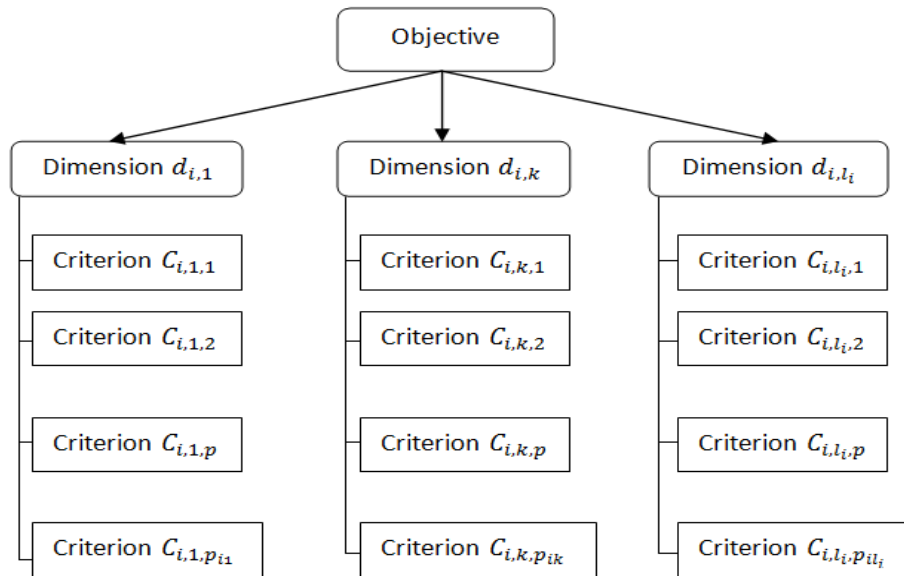 Objective
Dimension d_{i,1}
Dimension d_{i,k}
Dimension d_{i,l_i}
Criterion C_{i,1,1}
Criterion C_{i,k,1}
Criterion C_{i,l_i,1}
Criterion C_{i,1,2}
Criterion C_{i,k,2}
Criterion C_{i,l_i,2}
Criterion C_{i,1,p}
Criterion C_{i,k,p}
Criterion C_{i,l_i,p}
Criterion C_{i,1,p_{i1}}
Criterion C_{i,k,p_{ik}}
Criterion C_{i,l_i,p_{il_i}}